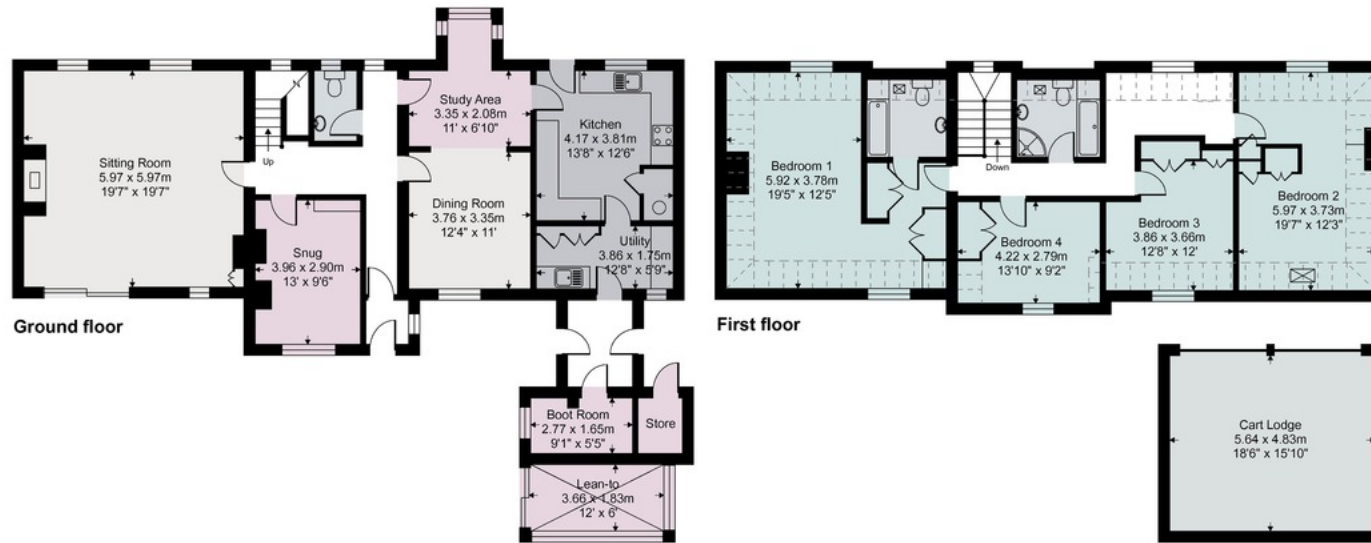 Sitting Room
5.97 x 5.97m
19'7" x 19'7"
Up
Study Area
3.35 x 2.08m
11' x 6'10"
Kitchen
4.17 x 3.81m
13'8" x 12'6"
Dining Room
3.76 x 3.35m
12'4" x 11'
Utility
3.86 x 1.75m
12'8" x 5'9"
Snug
3.96 x 2.90m
13' x 9'6"
Ground floor
Boot Room
2.77 x 1.65m
9'1" x 5'5"
Store
Lean-to
3.66 x 1.83m
12' x 6'
Bedroom 1
5.92 x 3.78m
19'5" x 12'5"
Down
Bedroom 2
5.97 x 3.73m
19'7" x 12'3"
Bedroom 3
3.86 x 3.66m
12'8" x 12'
Bedroom 4
4.22 x 2.79m
13'10" x 9'2"
First floor
Cart Lodge
5.64 x 4.83m
18'6" x 15'10"